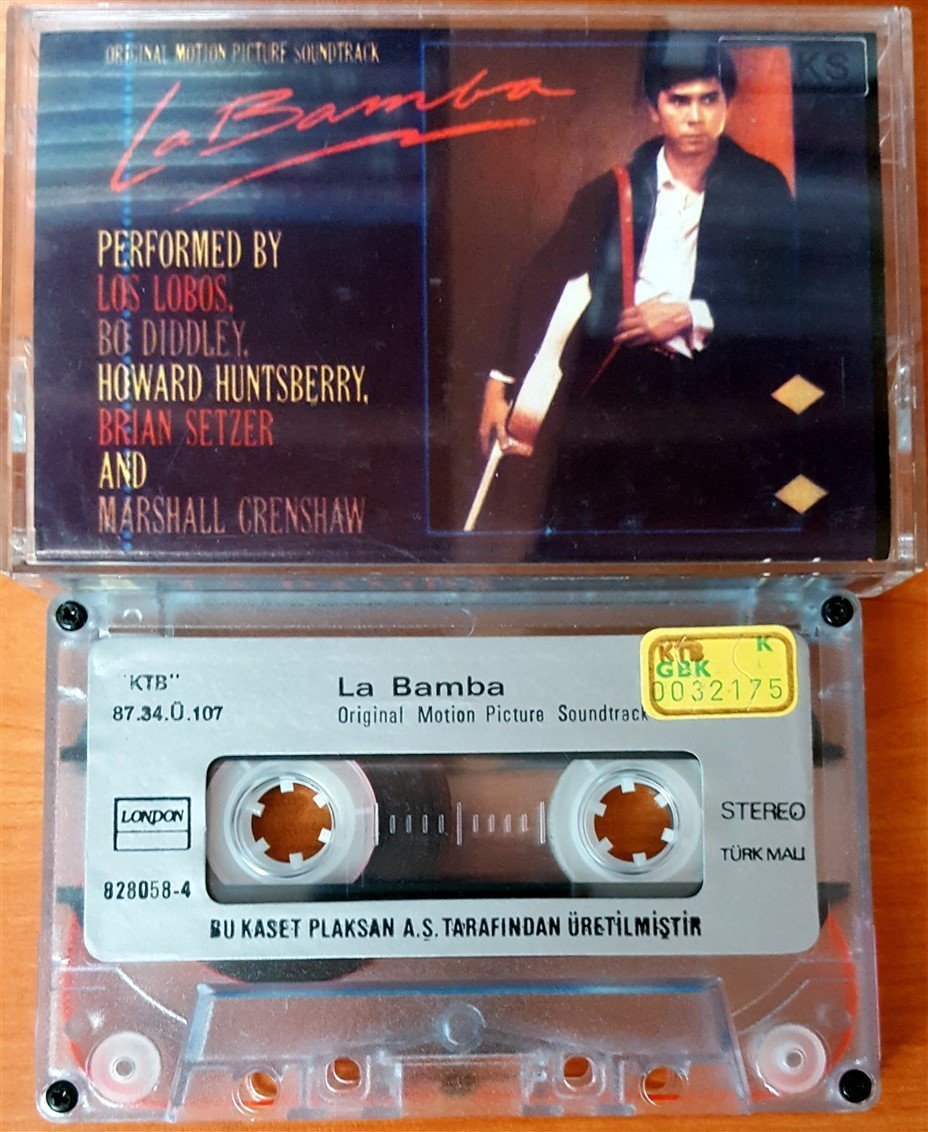 ORIGINAL MOTION PICTURE SOUNDTRACK
La Bamba
PERFORMED BY
LOS LOBOS,
BO DIDDLEY,
HOWARD HUNTSBERRY,
BRIAN SETZER
AND
MARSHALL CRENSHAW
"KTB"
87.34.Ü.107
La Bamba
Original Motion Picture Soundtrack
KTB K
GBK
0032175
LONDON
828058-4
STEREO
TÜRK MALI
BU KASET PLAKSAN A.Ş. TARAFINDAN ÜRETİLMİŞTİR